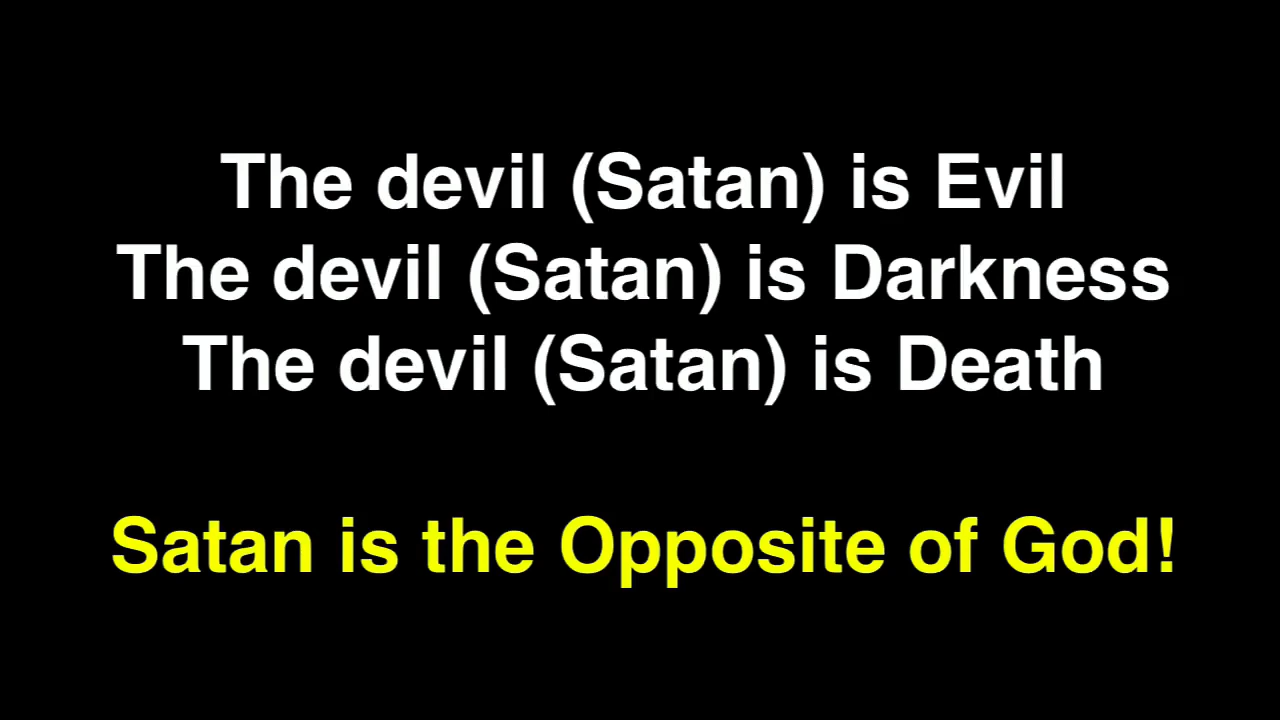 The devil (Satan) is Evil
The devil (Satan) is Darkness
The devil (Satan) is Death
Satan is the Opposite of God!